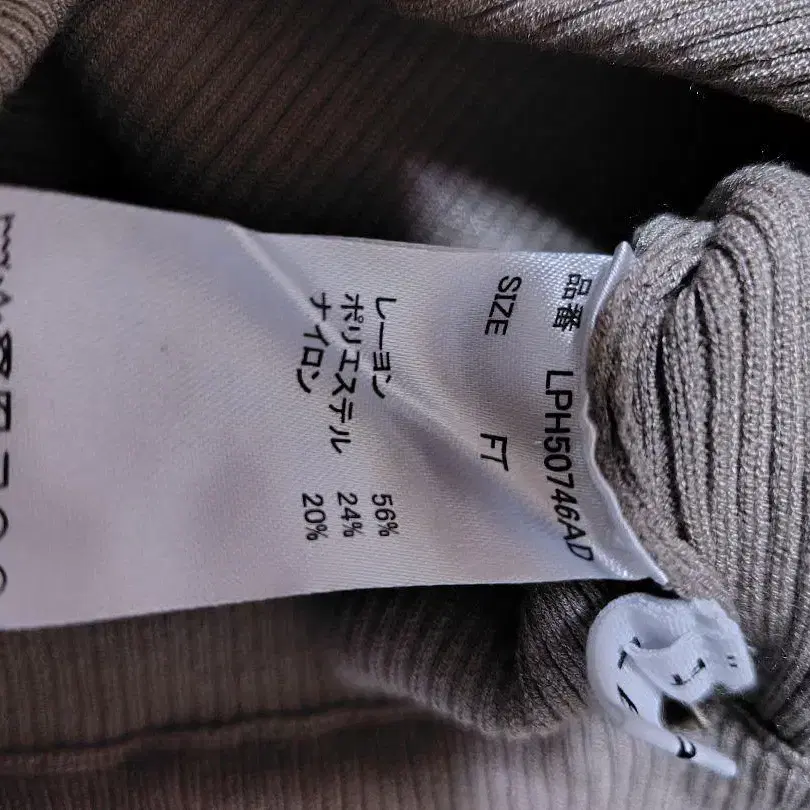 品番 LPH50746AD
SIZE FT
レーヨン 56%
ポリエステル 24%
ナイロン 20%